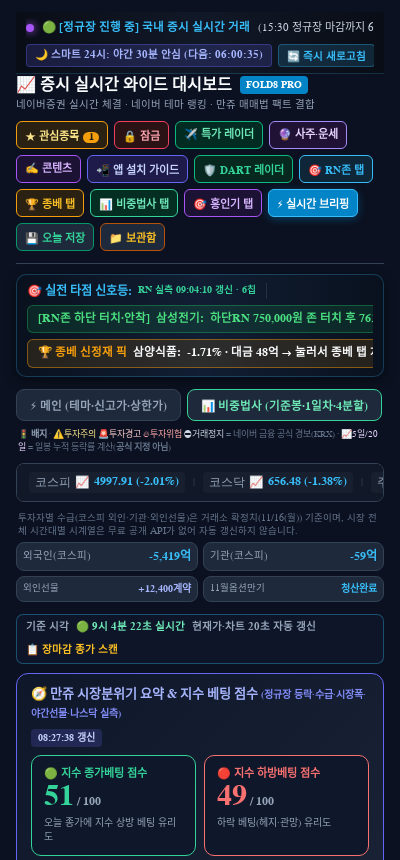 [정규장 진행 중] 국내 증시 실시간 거래 (15:30 정규장 마감까지 6
스마트 24시: 야간 30분 안심 (다음: 06:00:35) 즉시 새로고침
증시 실시간 와이드 대시보드 FOLD8 PRO
네이버증권 실시간 체결 · 네이버 테마 랭킹 · 만쥬 매매법 팩트 결합
관심종목 1 잠금 특가 레이더 사주·운세
콘텐츠 앱 설치 가이드 DART 레이더 RN존 탭
종베 탭 비중법사 탭 홍인기 탭 실시간 브리핑
오늘 저장 보관함
실전 타점 신호등: RN 실측 09:04:10 갱신 · 6칩
[RN존 하단 터치·안착] 삼성전기: 하단RN 750,000원 존 터치 후 76.
종베 신정재 픽 삼양식품: -1.71% · 대금 48억 → 눌러서 종베 탭
메인 (테마·신고가·상한가) 비중법사 (기준봉·1일차·4분할)
배지 · 투자주의 투자경고 투자위험 거래정지 = 네이버 금융 공식 경보(KRX) · 5일/20
일 = 일봉 누적 등락률 계산(공식 지정 아님)
코스피 4997.91 (-2.01%) 코스닥 656.48 (-1.38%)
투자자별 수급(코스피 외인·기관·외인선물)은 거래소 확정치(11/16(월)) 기준이며, 시장 전
체 시간대별 시계열은 무료 공개 API가 없어 자동 갱신하지 않습니다.
외국인(코스피) -5,419억 기관(코스피) -59억
외인선물 +12,400계약 11월옵션만기 청산완료
기준 시각 9시 4분 22초 실시간 현재가·차트 20초 자동 갱신
장마감 종가 스캔
만쥬 시장분위기 요약 & 지수 베팅 점수 (정규장 등락·수급·시장폭·
야간선물·나스닥 실측)
08:27:38 갱신
지수 종가베팅 점수
51 / 100
오늘 종가에 지수 상방 베팅 유리
도
지수 하방베팅 점수
49 / 100
하락 베팅(헤지·관망) 유리도